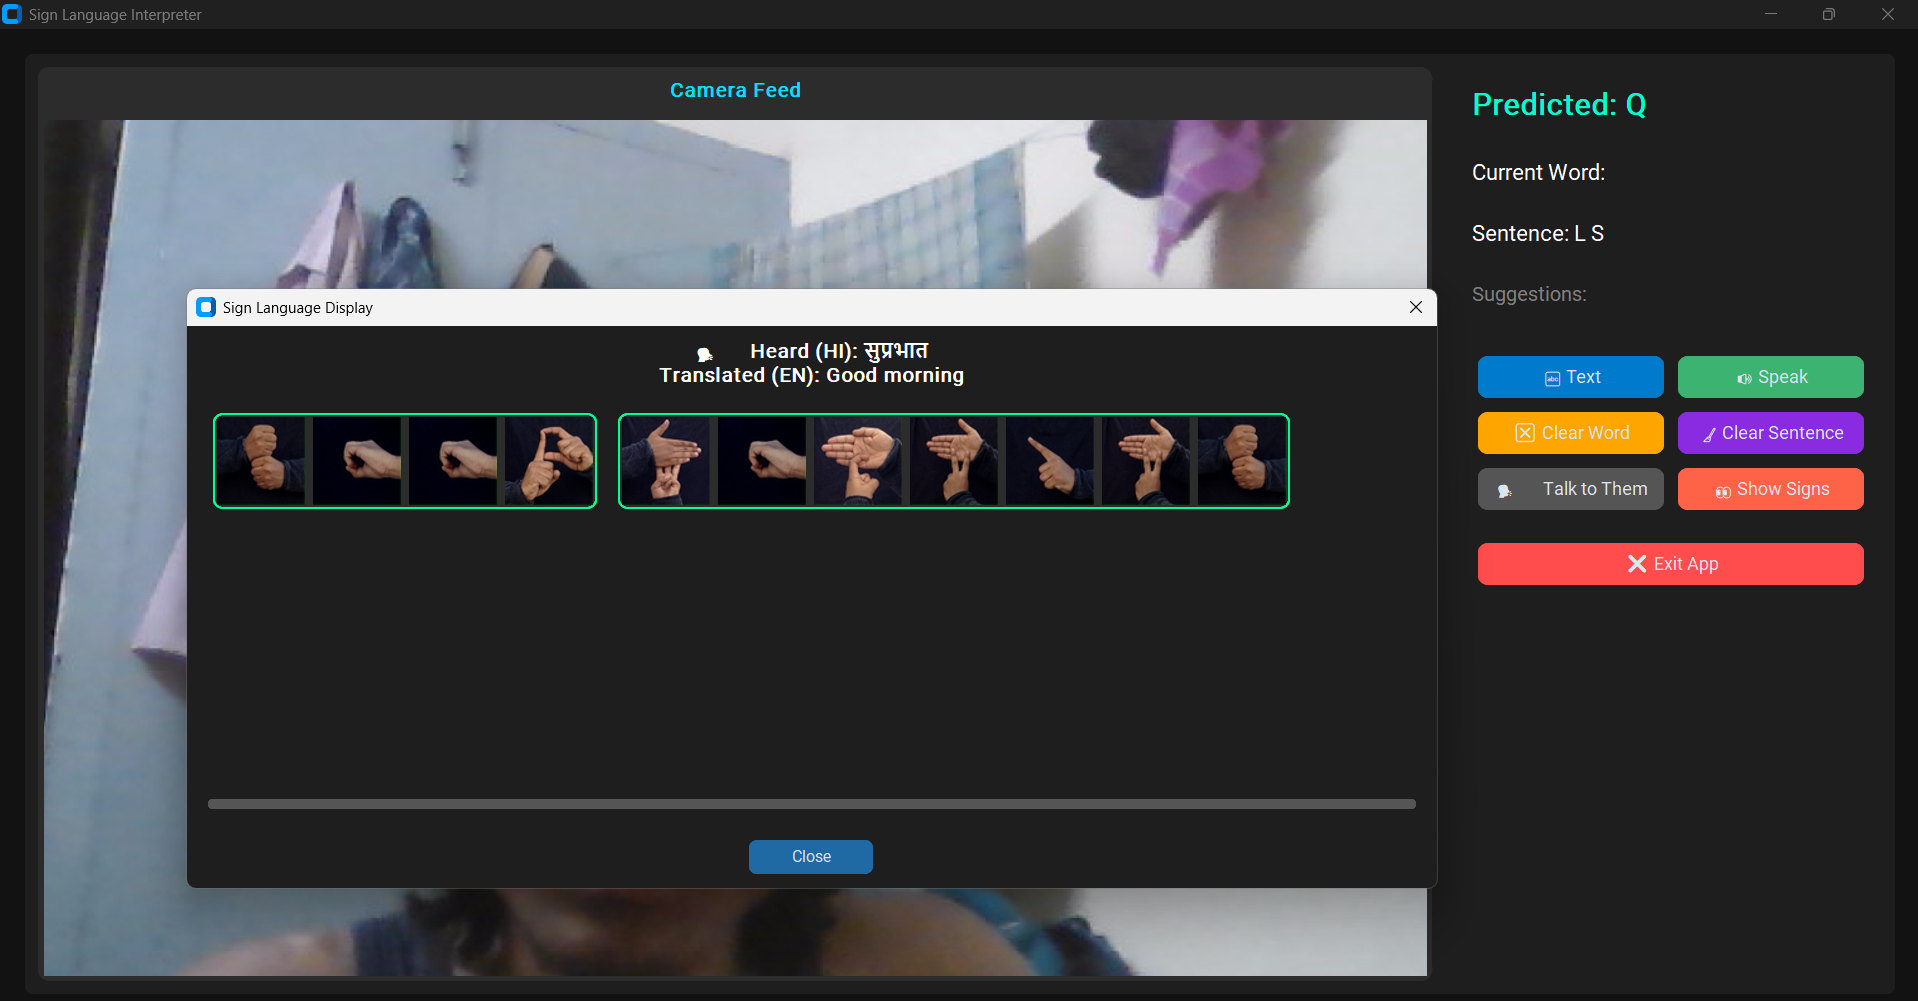 Sign Language Interpreter
Camera Feed
Predicted: Q
Current Word:
Sentence: L S
Suggestions:
Text
Speak
Clear Word
Clear Sentence
Talk to Them
Show Signs
Exit App
Sign Language Display
Heard (HI): सुप्रभात
Translated (EN): Good morning
Close